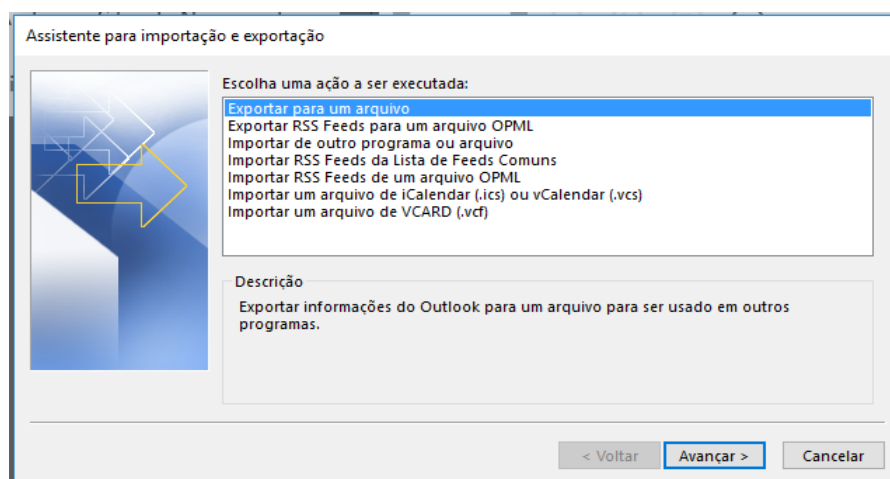 Assistente para importação e exportação
Escolha uma ação a ser executada:
Exportar para um arquivo
Exportar RSS Feeds para um arquivo OPML
Importar de outro programa ou arquivo
Importar RSS Feeds da Lista de Feeds Comuns
Importar RSS Feeds de um arquivo OPML
Importar um arquivo de iCalendar (.ics) ou vCalendar (.vcs)
Importar um arquivo de VCARD (.vcf)
Descrição
Exportar informações do Outlook para um arquivo para ser usado em outros
programas.
< Voltar Avançar > Cancelar